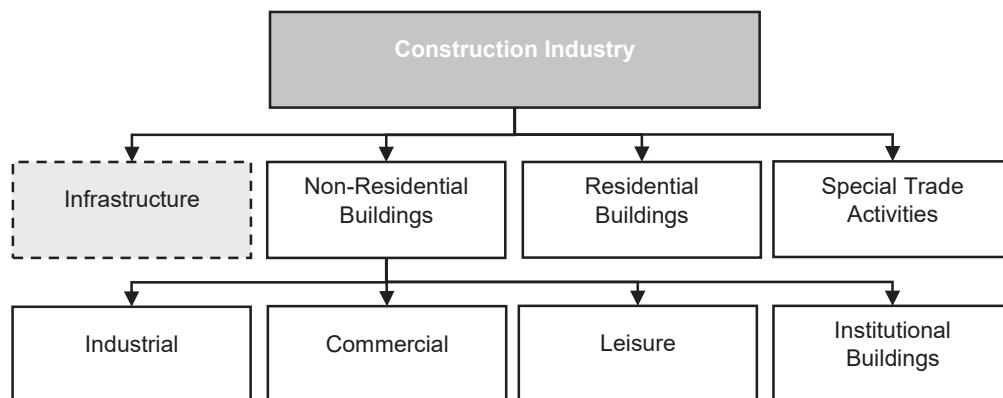 Construction Industry
Infrastructure
Non-Residential
Buildings
Residential
Buildings
Special Trade
Activities
Industrial
Commercial
Leisure
Institutional
Buildings